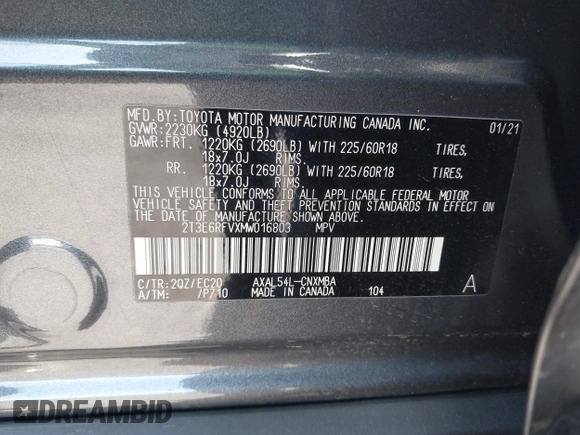 MFD. BY: TOYOTA MOTOR MANUFACTURING CANADA INC. 01/21
GVWR: 2230KG (4920LB)
GAWR: FRT. 1220KG (2690LB) WITH 225/60R18 TIRES,
18x7.0J RIMS.
RR. 1220KG (2690LB) WITH 225/60R18 TIRES,
18x7.0J RIMS.
THIS VEHICLE CONFORMS TO ALL APPLICABLE FEDERAL MOTOR
VEHICLE SAFETY AND THEFT PREVENTION STANDARDS IN
EFFECT ON THE DATE OF MANUFACTURE SHOWN ABOVE.
2T3E6RFVXMW016803 MPV
C/TR: 2QZ/EC20 AXAL54L-CNXMBA A
A/TM: /P710 MADE IN CANADA 104
DREAMBID